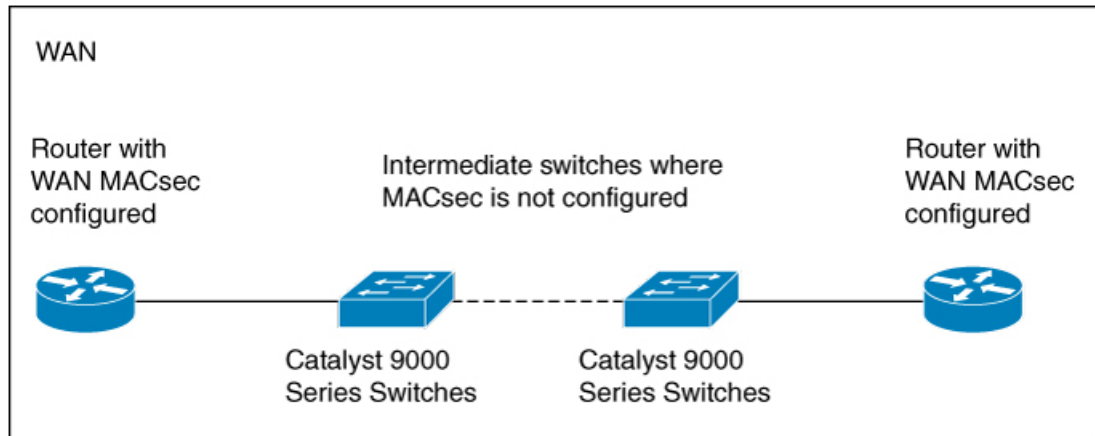 WAN
Router with
WAN MACsec
configured
Intermediate switches where
MACsec is not configured
Router with
WAN MACsec
configured
Catalyst 9000
Series Switches
Catalyst 9000
Series Switches